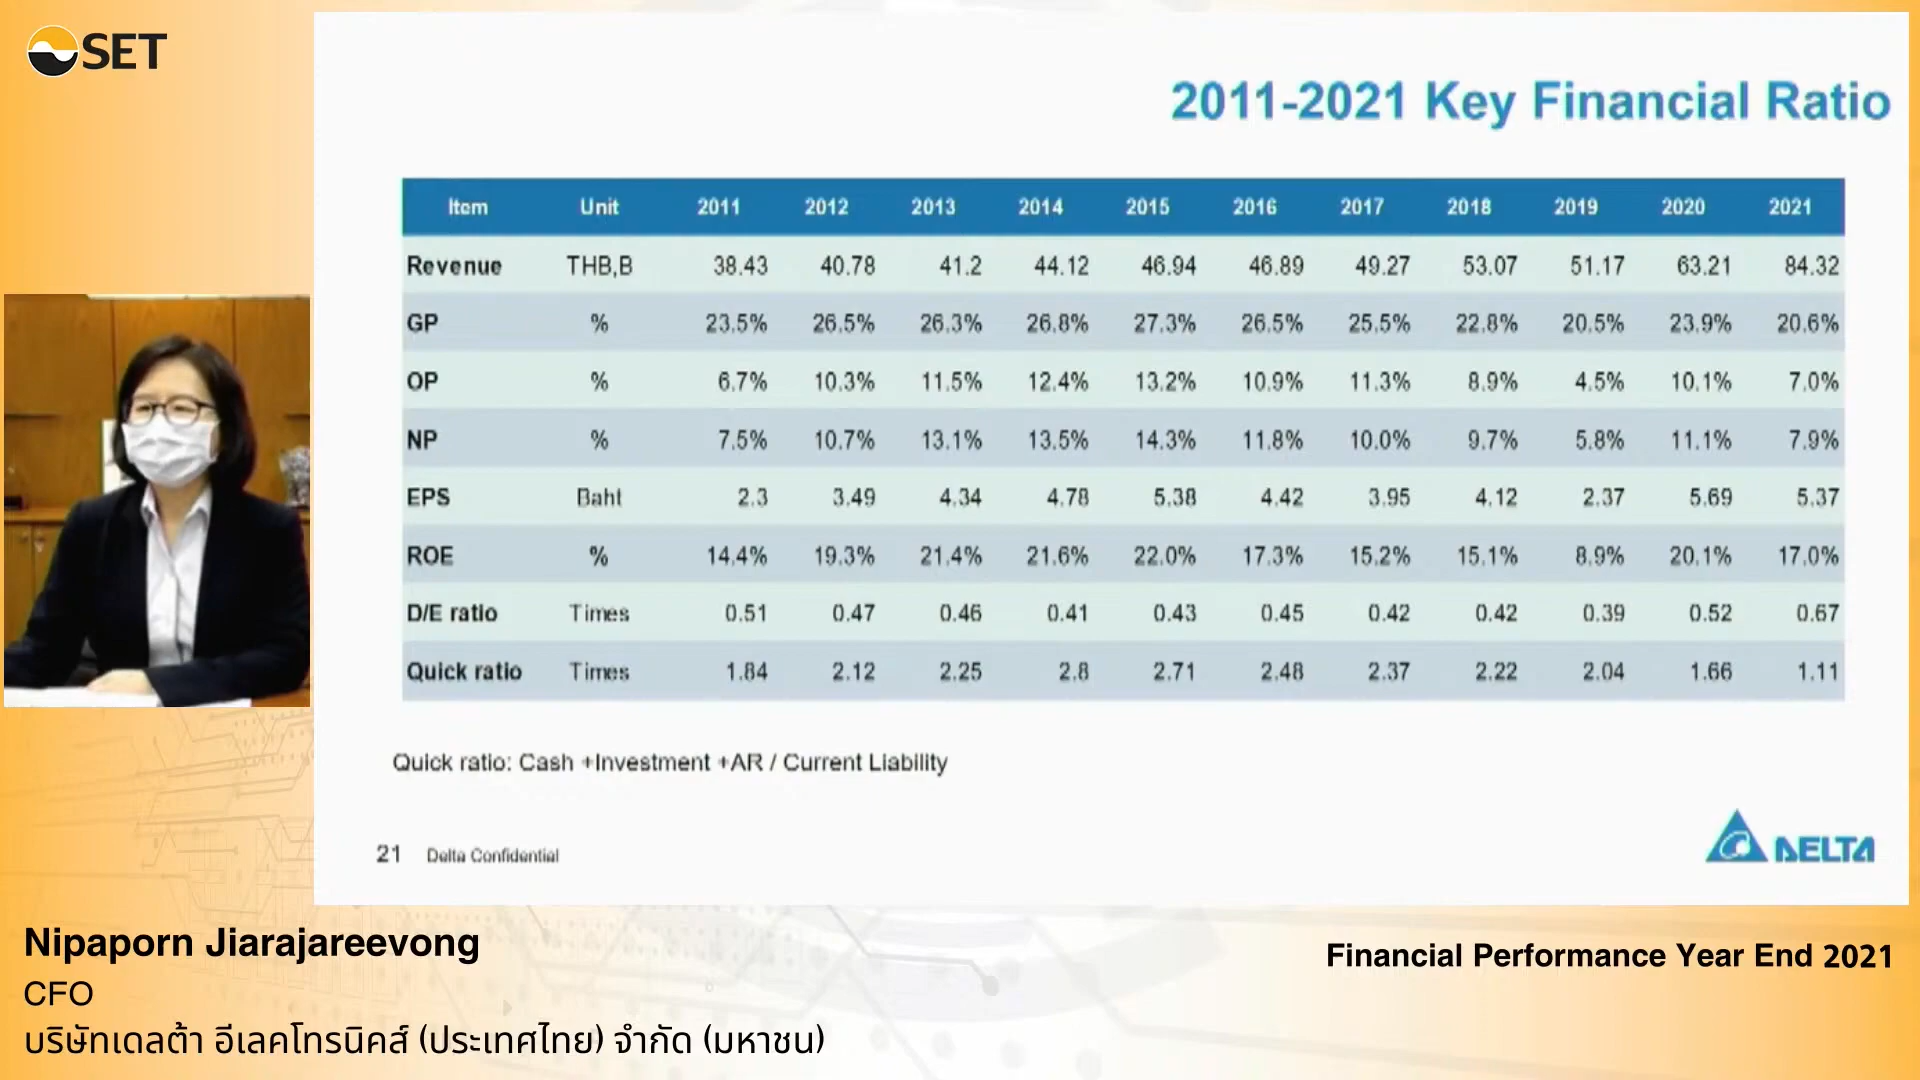 SET
2011-2021 Key Financial Ratio
Item Unit 2011 2012 2013 2014 2015 2016 2017 2018 2019 2020 2021
Revenue THB,B 38.43 40.78 41.2 44.12 46.94 46.89 49.27 53.07 51.17 63.21 84.32
GP % 23.5% 26.5% 26.3% 26.8% 27.3% 26.5% 25.5% 22.8% 20.5% 23.9% 20.6%
OP % 6.7% 10.3% 11.5% 12.4% 13.2% 10.9% 11.3% 8.9% 4.5% 10.1% 7.0%
NP % 7.5% 10.7% 13.1% 13.5% 14.3% 11.8% 10.0% 9.7% 5.8% 11.1% 7.9%
EPS Baht 2.3 3.49 4.34 4.78 5.38 4.42 3.95 4.12 2.37 5.69 5.37
ROE % 14.4% 19.3% 21.4% 21.6% 22.0% 17.3% 15.2% 15.1% 8.9% 20.1% 17.0%
D/E ratio Times 0.51 0.47 0.46 0.41 0.43 0.45 0.42 0.42 0.39 0.52 0.67
Quick ratio Times 1.84 2.12 2.25 2.8 2.71 2.48 2.37 2.22 2.04 1.66 1.11
Quick ratio: Cash +Investment +AR / Current Liability
21 Delta Confidential
DELTA
Nipaporn Jiarajareevong
CFO
บริษัทเดลต้า อีเลคโทรนิคส์ (ประเทศไทย) จำกัด (มหาชน)
Financial Performance Year End 2021